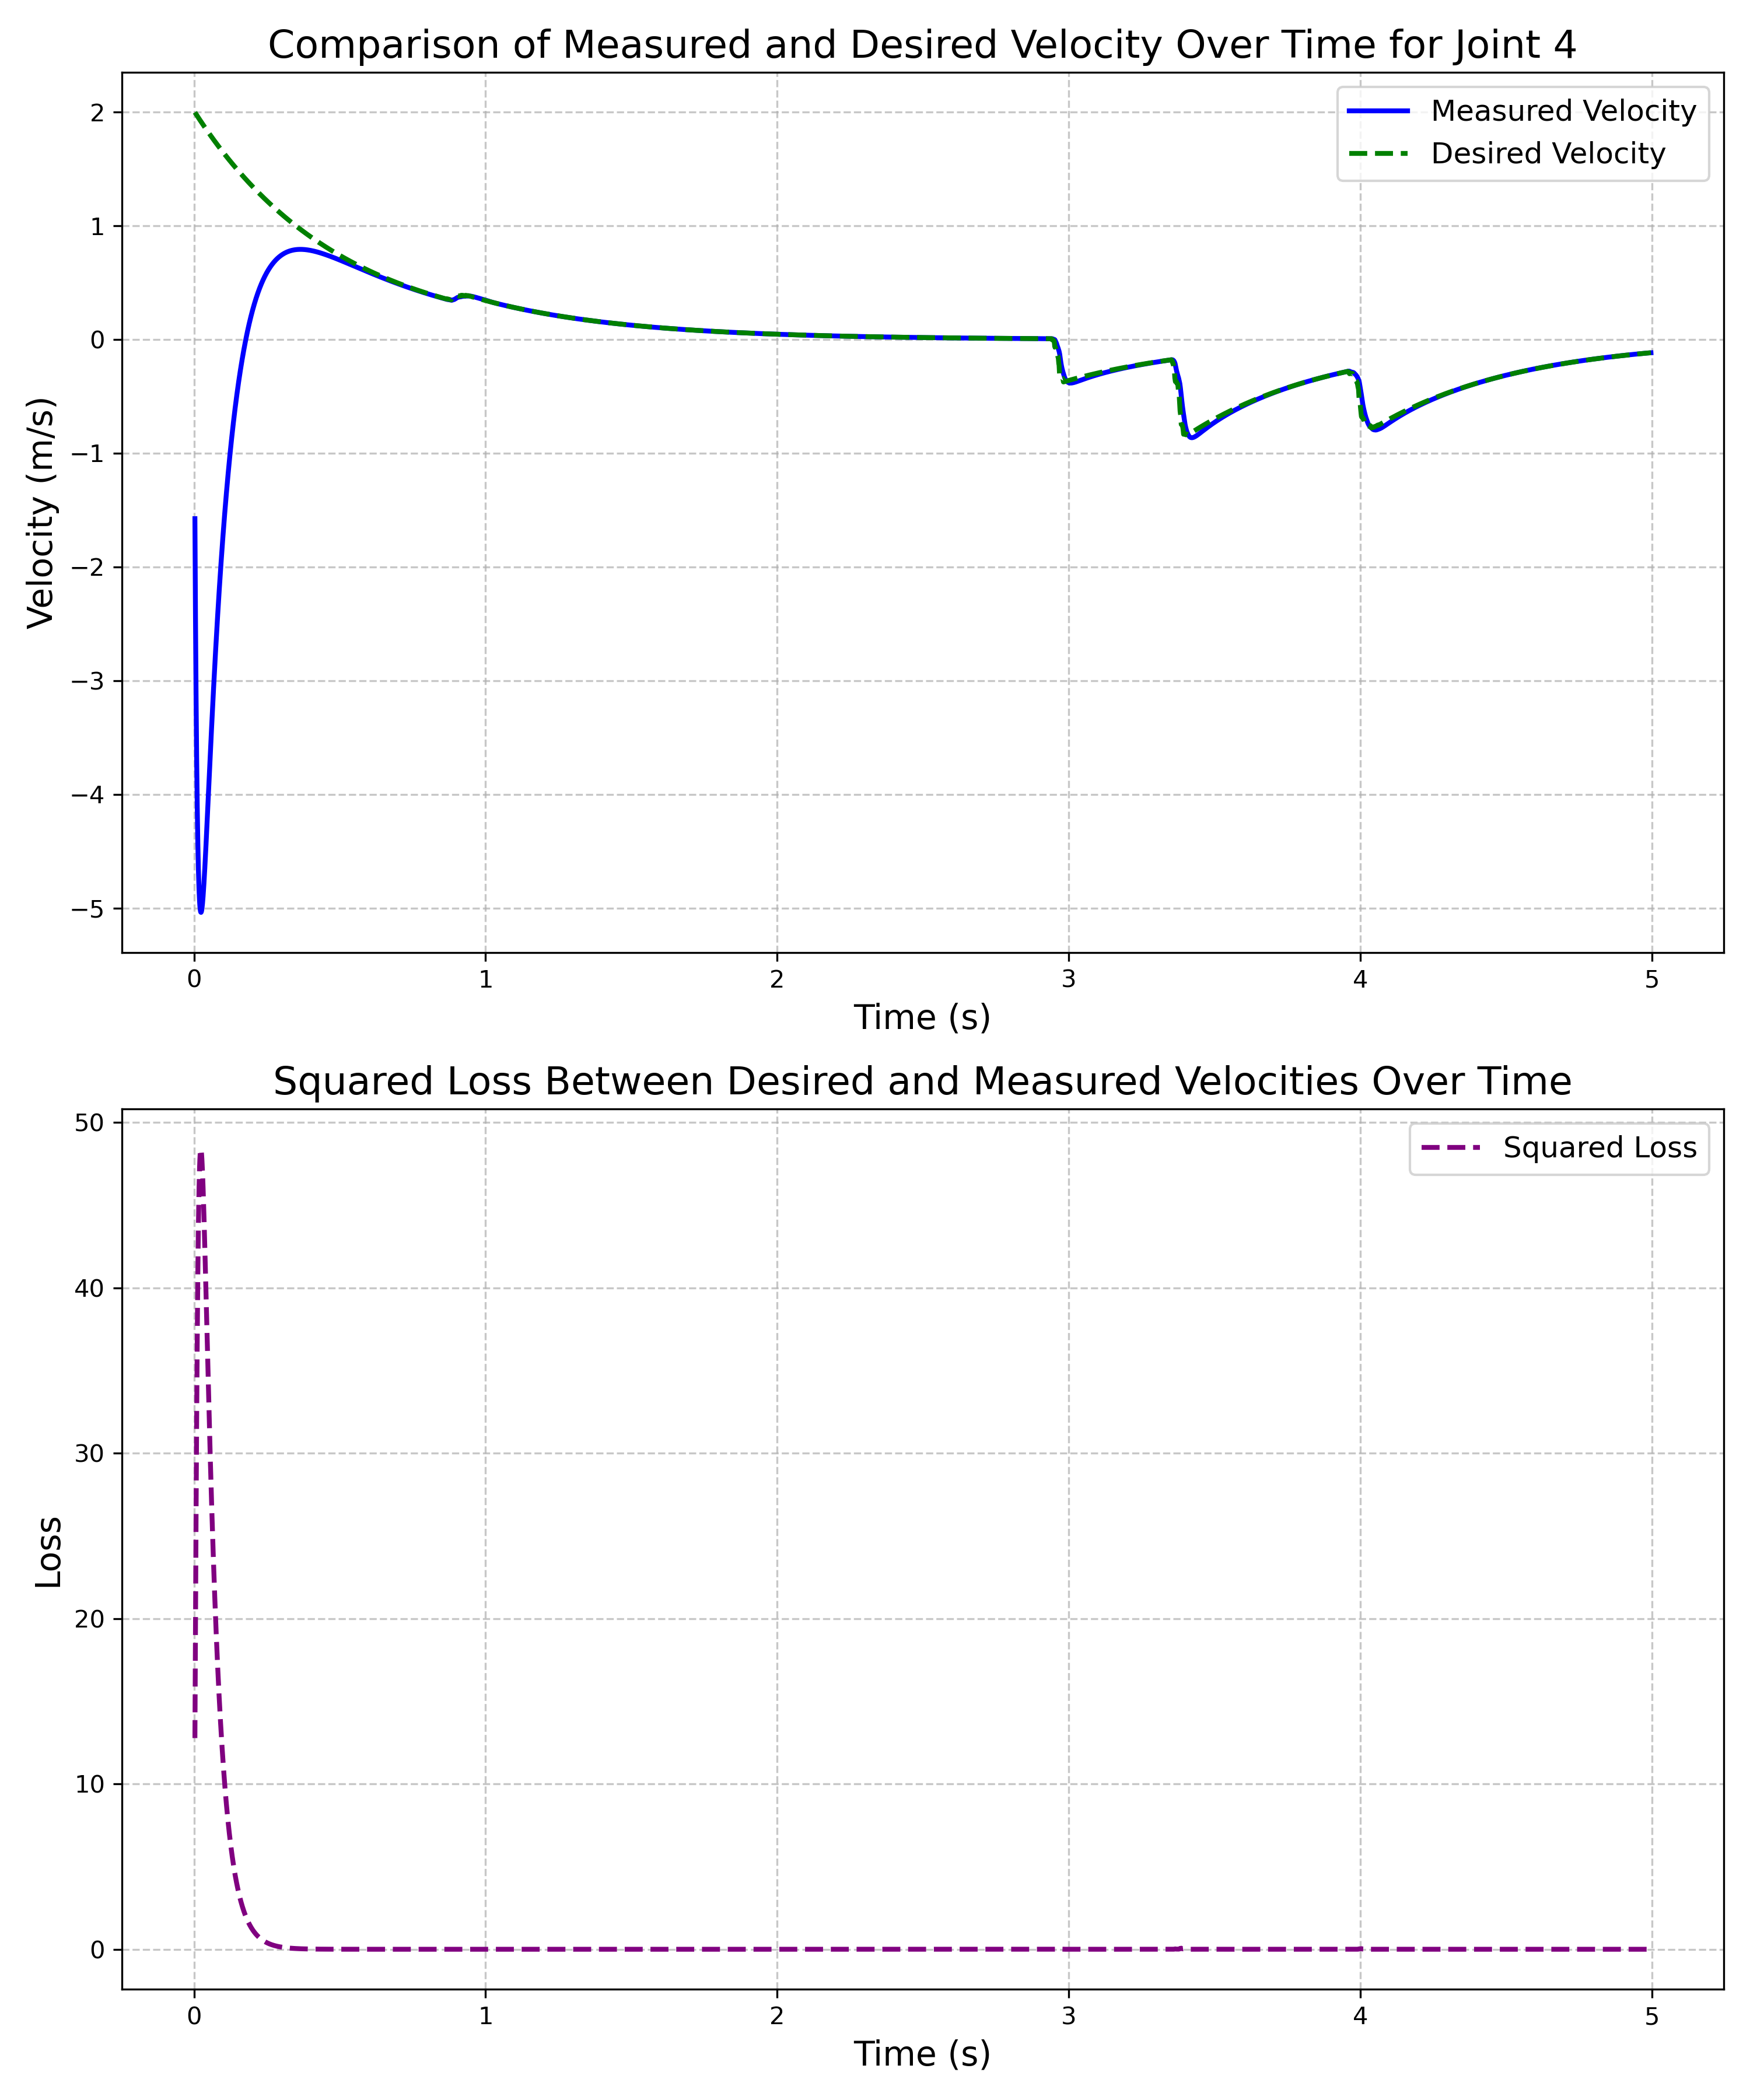 Comparison of Measured and Desired Velocity Over Time for Joint 4
Measured Velocity
Desired Velocity
Velocity (m/s)
2
1
0
−1
−2
−3
−4
−5
0 1 2 3 4 5
Time (s)
Squared Loss Between Desired and Measured Velocities Over Time
Squared Loss
Loss
50
40
30
20
10
0
0 1 2 3 4 5
Time (s)